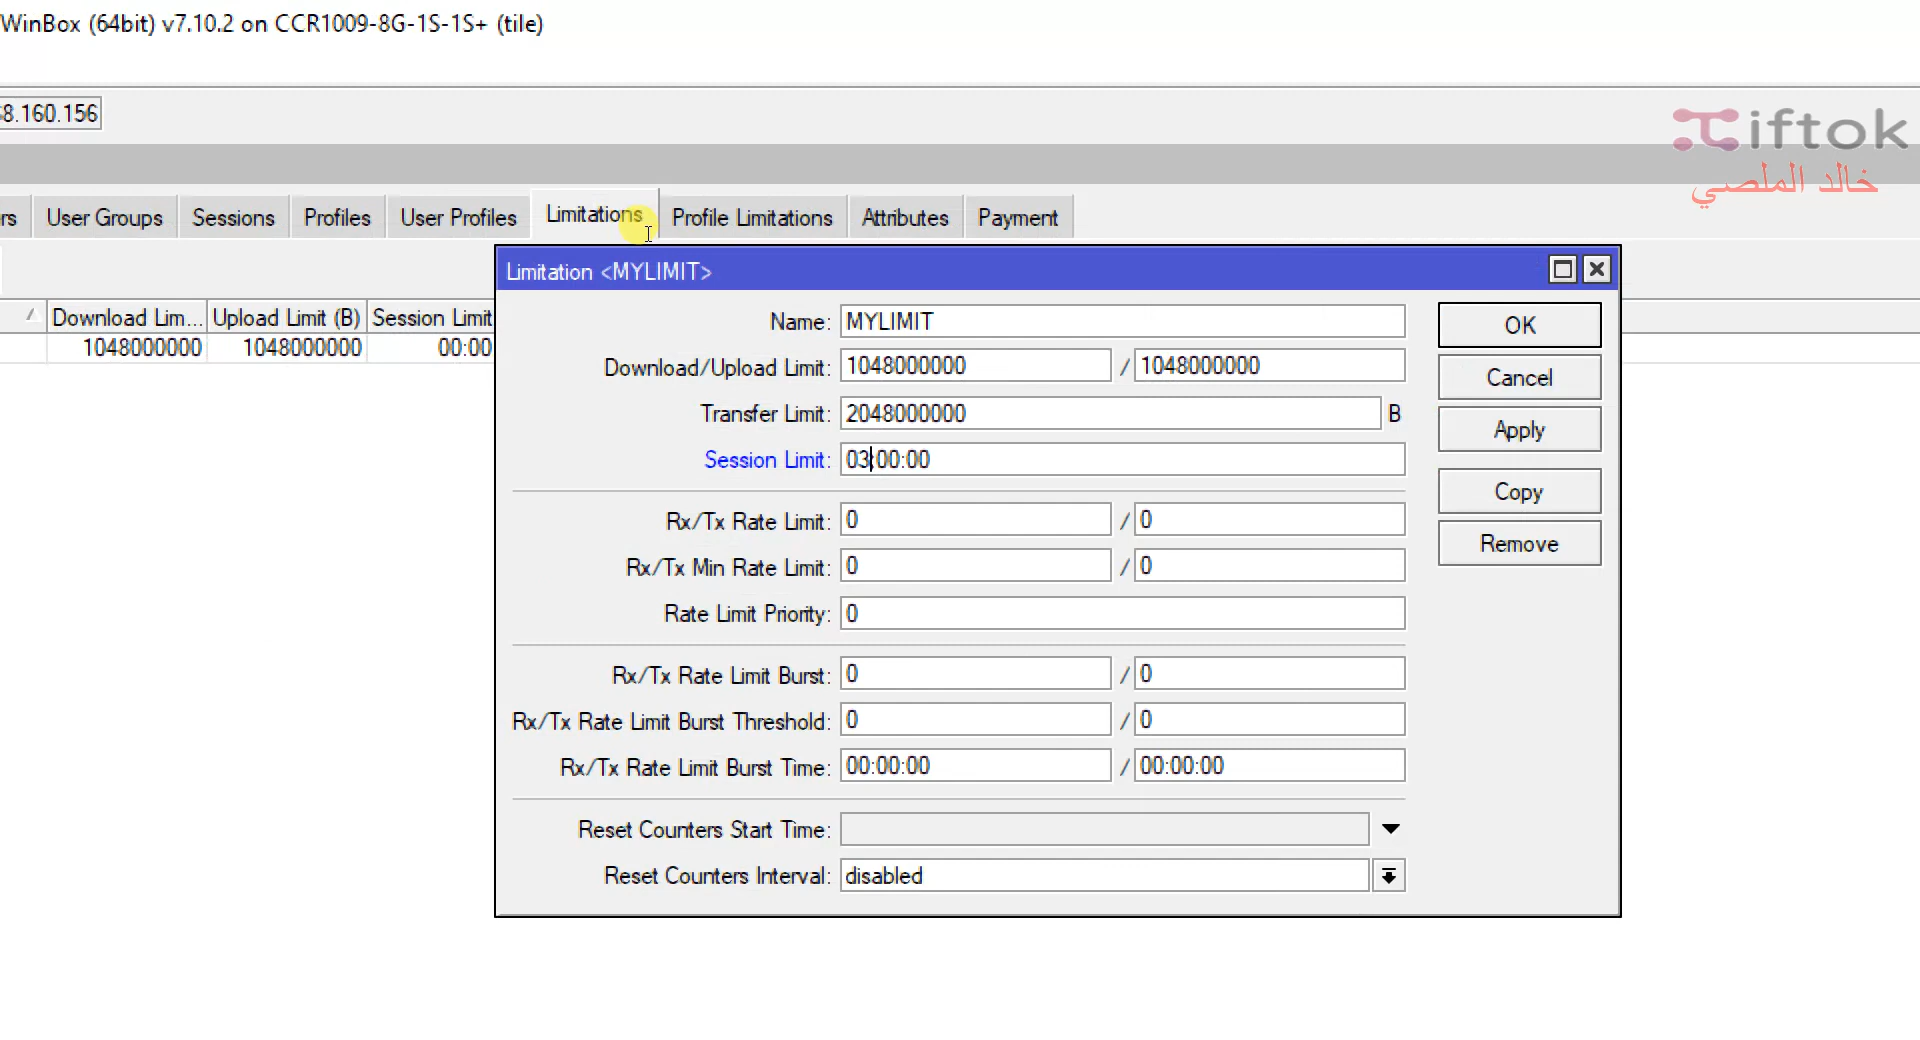 WinBox (64bit) v7.10.2 on CCR1009-8G-1S-1S+ (tile)
8.160.156
iftok
خالد الملصي
rs User Groups Sessions Profiles User Profiles Limitations Profile Limitations Attributes Payment
Limitation <MYLIMIT>
Download Lim... Upload Limit (B) Session Limit
1048000000 1048000000 00:00
Name: MYLIMIT
OK
Download/Upload Limit: 1048000000 / 1048000000
Cancel
Transfer Limit: 2048000000 B
Apply
Session Limit: 03:00:00
Copy
Rx/Tx Rate Limit: 0 / 0
Remove
Rx/Tx Min Rate Limit: 0 / 0
Rate Limit Priority: 0
Rx/Tx Rate Limit Burst: 0 / 0
Rx/Tx Rate Limit Burst Threshold: 0 / 0
Rx/Tx Rate Limit Burst Time: 00:00:00 / 00:00:00
Reset Counters Start Time:
Reset Counters Interval: disabled